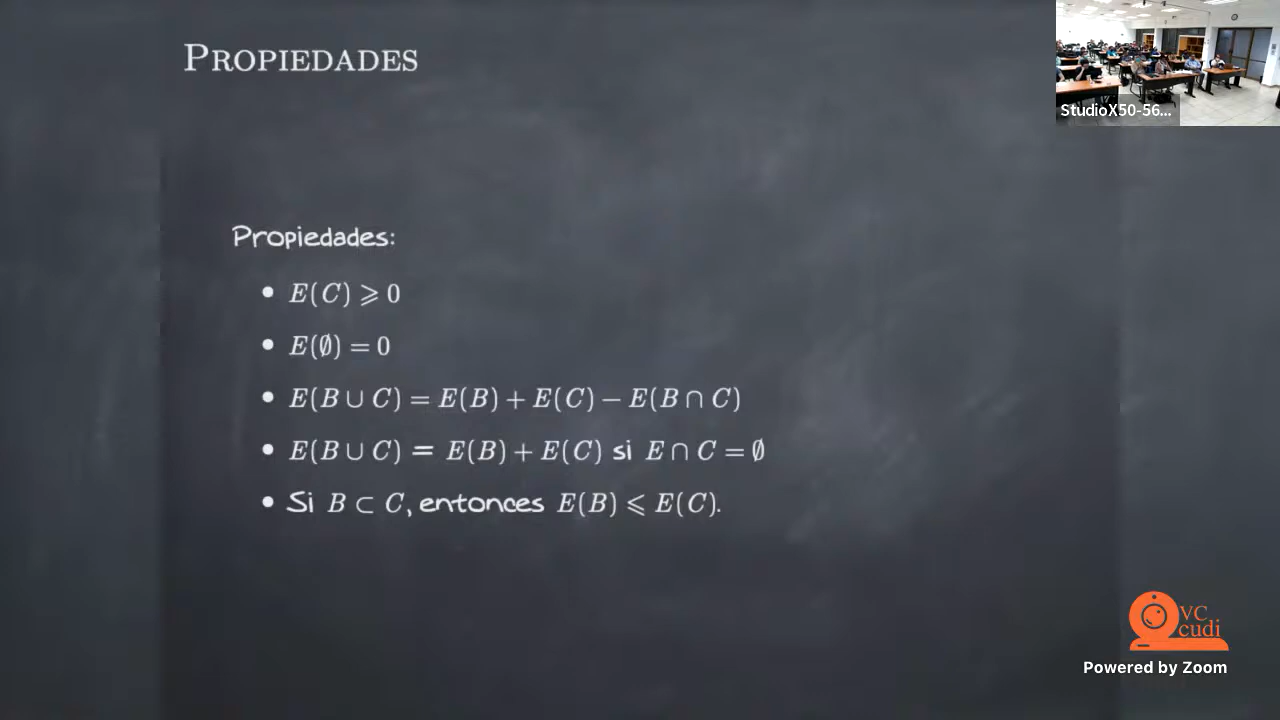 PROPIEDADES
StudioX50-56...
Propiedades:
• E(C) ⩾ 0
• E(∅) = 0
• E(B ∪ C) = E(B) + E(C) − E(B ∩ C)
• E(B ∪ C) = E(B) + E(C) si E ∩ C = ∅
• Si B ⊂ C, entonces E(B) ⩽ E(C).
VC
cudi
Powered by Zoom